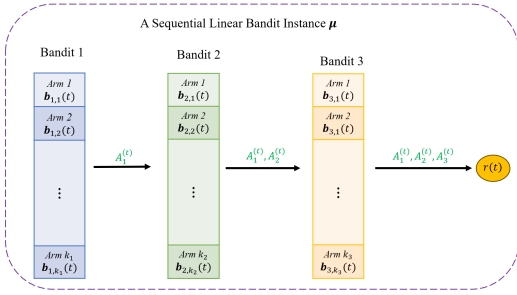 A Sequential Linear Bandit Instance μ
Bandit 1
Bandit 2
Bandit 3
Arm 1
b₁,₁(t)
Arm 2
b₁,₂(t)
⋮
Arm k₁
b₁,ₖ₁(t)
A₁⁽ᵗ⁾
Arm 1
b₂,₁(t)
Arm 2
b₂,₂(t)
⋮
Arm k₂
b₂,ₖ₂(t)
A₁⁽ᵗ⁾, A₂⁽ᵗ⁾
Arm 1
b₃,₁(t)
Arm 2
b₃,₁(t)
⋮
Arm k₃
b₃,ₖ₃(t)
A₁⁽ᵗ⁾, A₂⁽ᵗ⁾, A₃⁽ᵗ⁾
r(t)